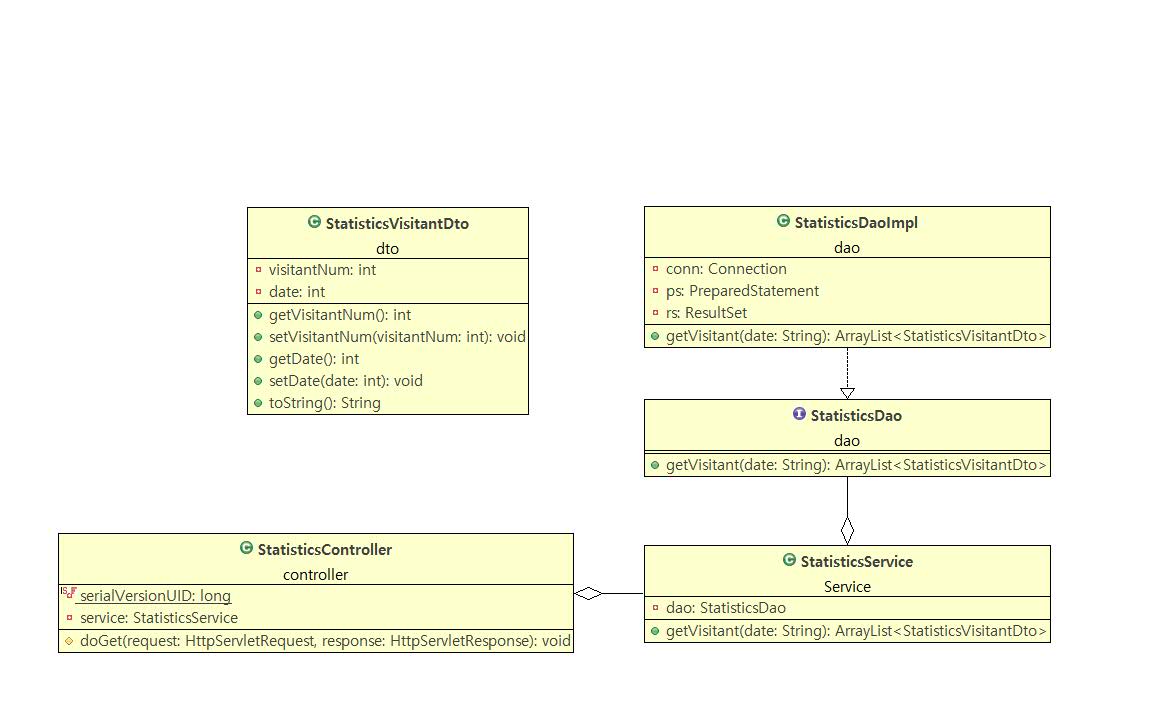 StatisticsVisitantDto
dto
visitantNum: int
date: int
getVisitantNum(): int
setVisitantNum(visitantNum: int): void
getDate(): int
setDate(date: int): void
toString(): String
StatisticsDaoImpl
dao
conn: Connection
ps: PreparedStatement
rs: ResultSet
getVisitant(date: String): ArrayList<StatisticsVisitantDto>
StatisticsDao
dao
getVisitant(date: String): ArrayList<StatisticsVisitantDto>
StatisticsController
controller
serialVersionUID: long
service: StatisticsService
doGet(request: HttpServletRequest, response: HttpServletResponse): void
StatisticsService
Service
dao: StatisticsDao
getVisitant(date: String): ArrayList<StatisticsVisitantDto>